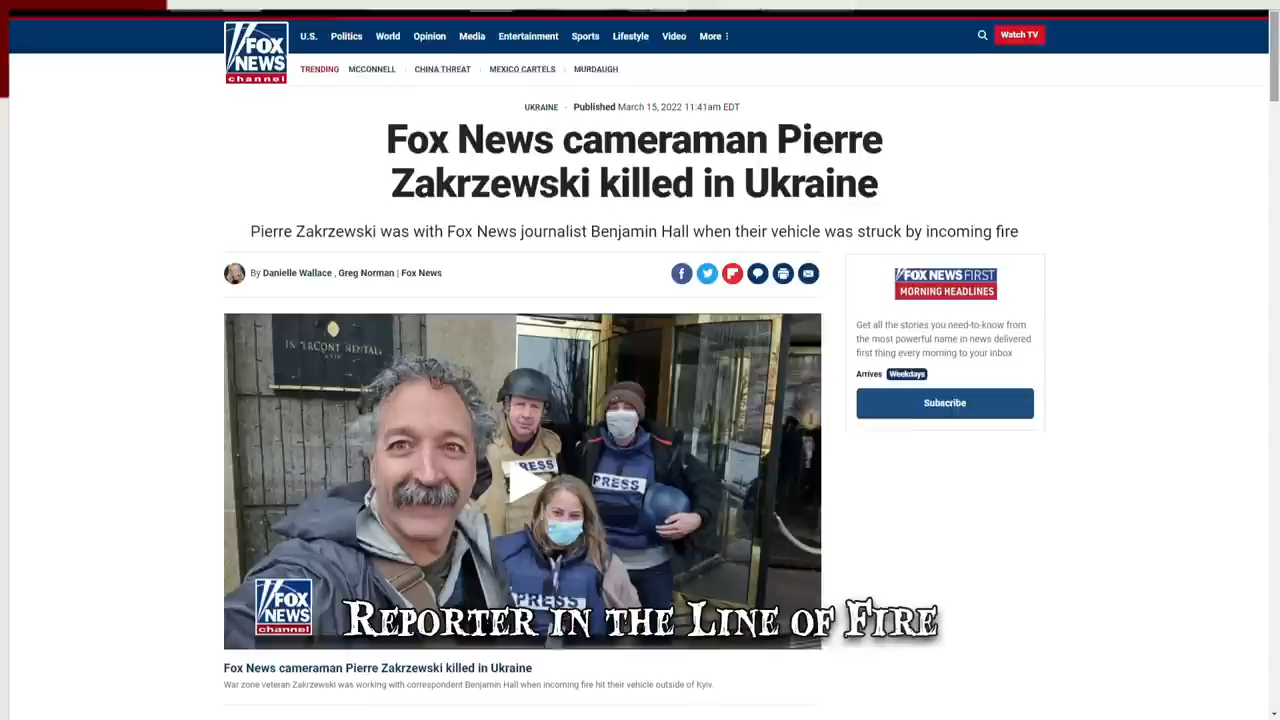 FOX
NEWS
channel
U.S. Politics World Opinion Media Entertainment Sports Lifestyle Video More
Watch TV
TRENDING MCCONNELL CHINA THREAT MEXICO CARTELS MURDAUGH
UKRAINE · Published March 15, 2022 11:41am EDT
Fox News cameraman Pierre
Zakrzewski killed in Ukraine
Pierre Zakrzewski was with Fox News journalist Benjamin Hall when their vehicle was struck by incoming fire
By Danielle Wallace , Greg Norman | Fox News
f
FOX NEWS FIRST
MORNING HEADLINES
Get all the stories you need-to-know from
the most powerful name in news delivered
first thing every morning to your inbox
Arrives Weekdays
Subscribe
PRESS
PRESS
PRESS
FOX
NEWS
channel
REPORTER IN THE LINE OF FIRE
Fox News cameraman Pierre Zakrzewski killed in Ukraine
War zone veteran Zakrzewski was working with correspondent Benjamin Hall when incoming fire hit their vehicle outside of Kyiv.